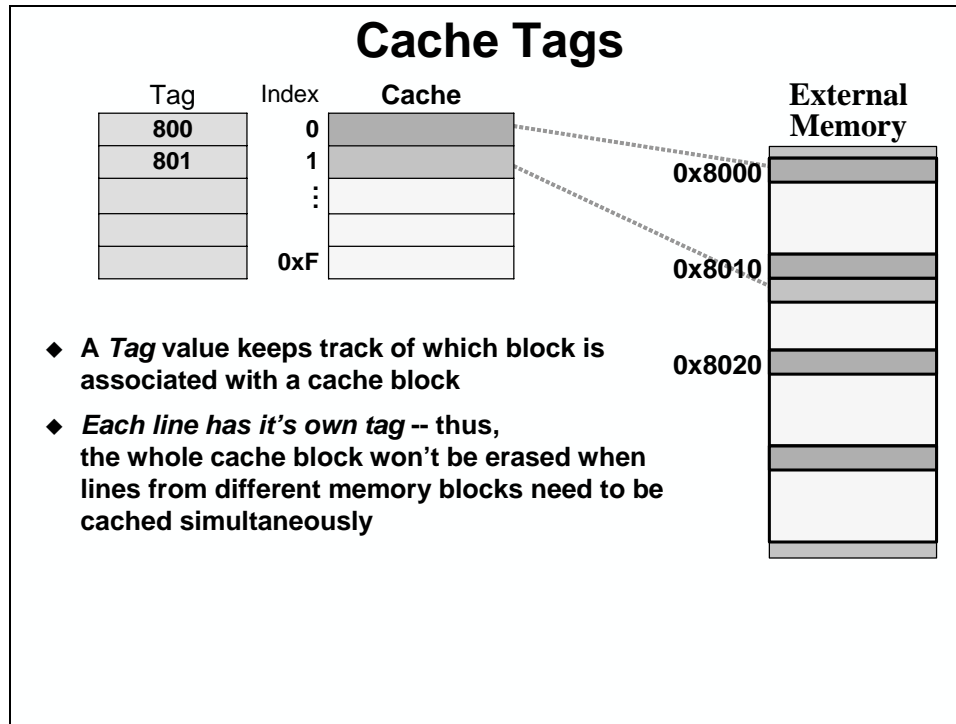 Cache Tags
Tag Index Cache
800 0
801 1
0xF
External
Memory
0x8000
0x8010
0x8020
◆ A Tag value keeps track of which block is
associated with a cache block
◆ Each line has it's own tag -- thus,
the whole cache block won't be erased when
lines from different memory blocks need to be
cached simultaneously